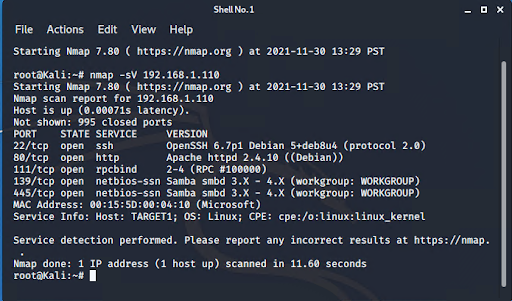 Shell No.1
File Actions Edit View Help
Starting Nmap 7.80 ( https://nmap.org ) at 2021-11-30 13:29 PST
root@Kali:~# nmap -sV 192.168.1.110
Starting Nmap 7.80 ( https://nmap.org ) at 2021-11-30 13:29 PST
Nmap scan report for 192.168.1.110
Host is up (0.00071s latency).
Not shown: 995 closed ports
PORT STATE SERVICE VERSION
22/tcp open ssh OpenSSH 6.7p1 Debian 5+deb8u4 (protocol 2.0)
80/tcp open http Apache httpd 2.4.10 ((Debian))
111/tcp open rpcbind 2-4 (RPC #100000)
139/tcp open netbios-ssn Samba smbd 3.X - 4.X (workgroup: WORKGROUP)
445/tcp open netbios-ssn Samba smbd 3.X - 4.X (workgroup: WORKGROUP)
MAC Address: 00:15:5D:00:04:10 (Microsoft)
Service Info: Host: TARGET1; OS: Linux; CPE: cpe:/o:linux:linux_kernel
Service detection performed. Please report any incorrect results at https://nmap.
.
Nmap done: 1 IP address (1 host up) scanned in 11.60 seconds
root@Kali:~#